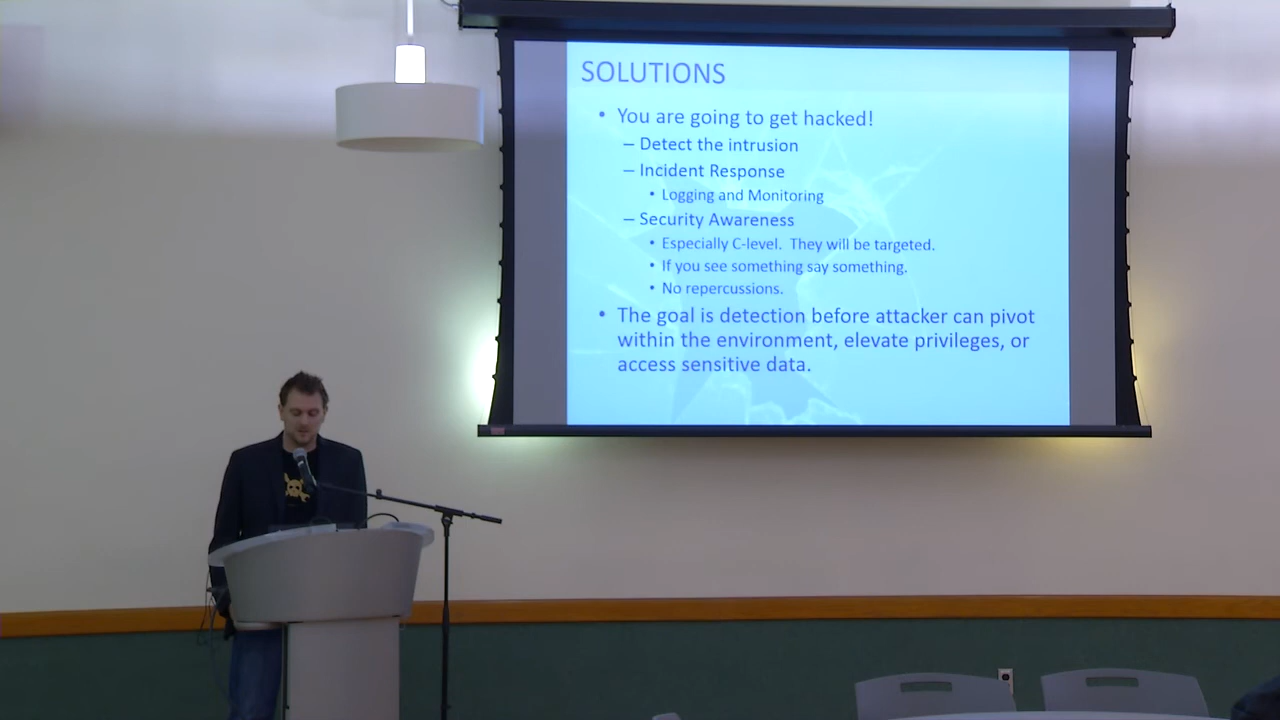 SOLUTIONS
• You are going to get hacked!
– Detect the intrusion
– Incident Response
• Logging and Monitoring
– Security Awareness
• Especially C-level. They will be targeted.
• If you see something say something.
• No repercussions.
• The goal is detection before attacker can pivot
within the environment, elevate privileges, or
access sensitive data.